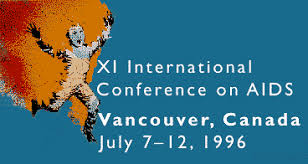 XI International
Conference on AIDS
Vancouver, Canada
July 7–12, 1996